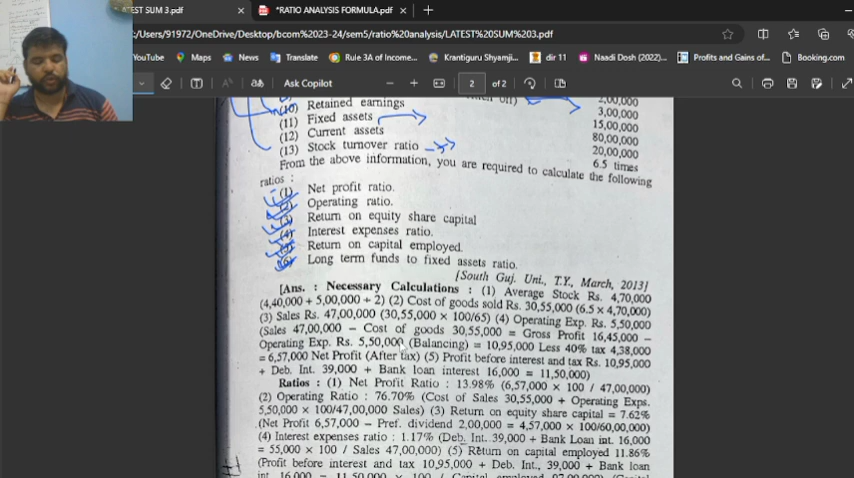 TEST SUM 3.pdf
*RATIO ANALYSIS FORMULA.pdf
:/Users/91972/OneDrive/Desktop/bcom%2023-24/sem5/ratio%20analysis/LATEST%20SUM%203.pdf
YouTube Maps News Translate Rule 3A of Income... Krantiguru Shyamji... dir 11 Naadi Dosh (2022)... Profits and Gains of... Booking.com
Ask Copilot 2 of 2
2,00,000
(10) Retained earnings 3,00,000
(11) Fixed assets 15,00,000
(12) Current assets 80,00,000
(13) Stock turnover ratio 20,00,000
6.5 times
From the above information, you are required to calculate the following
ratios :
(1) Net profit ratio.
(2) Operating ratio.
(3) Return on equity share capital
(4) Interest expenses ratio.
(5) Return on capital employed.
(6) Long term funds to fixed assets ratio.
[South Guj. Uni., T.Y., March, 2013]
[Ans. : Necessary Calculations : (1) Average Stock Rs. 4,70,000
(4,40,000 + 5,00,000 ÷ 2) (2) Cost of goods sold Rs. 30,55,000 (6.5 x 4,70,000)
(3) Sales Rs. 47,00,000 (30,55,000 × 100/65) (4) Operating Exp. Rs. 5,50,000
(Sales 47,00,000 – Cost of goods 30,55,000 = Gross Profit 16,45,000 –
Operating Exp. Rs. 5,50,000 (Balancing) = 10,95,000 Less 40% tax 4,38,000
= 6,57,000 Net Profit (After tax) (5) Profit before interest and tax Rs. 10,95,000
+ Deb. Int. 39,000 + Bank loan interest 16,000 = 11,50,000)
Ratios : (1) Net Profit Ratio : 13.98% (6,57,000 × 100 / 47,00,000)
(2) Operating Ratio : 76.70% (Cost of Sales 30,55,000 + Operating Exps.
5,50,000 × 100/47,00,000 Sales) (3) Return on equity share capital = 7.62%
(Net Profit 6,57,000 – Pref. dividend 2,00,000 = 4,57,000 × 100/60,00,000)
(4) Interest expenses ratio : 1.17% (Deb. Int. 39,000 + Bank Loan int. 16,000
= 55,000 × 100 / Sales 47,00,000) (5) Return on capital employed 11.86%
(Profit before interest and tax 10,95,000 + Deb. Int., 39,000 + Bank loan